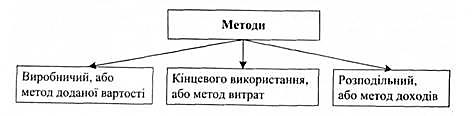 Методи
Виробничий, або
метод доданої вартості
Кінцевого використання,
або метод витрат
Розподільний,
або метод доходів